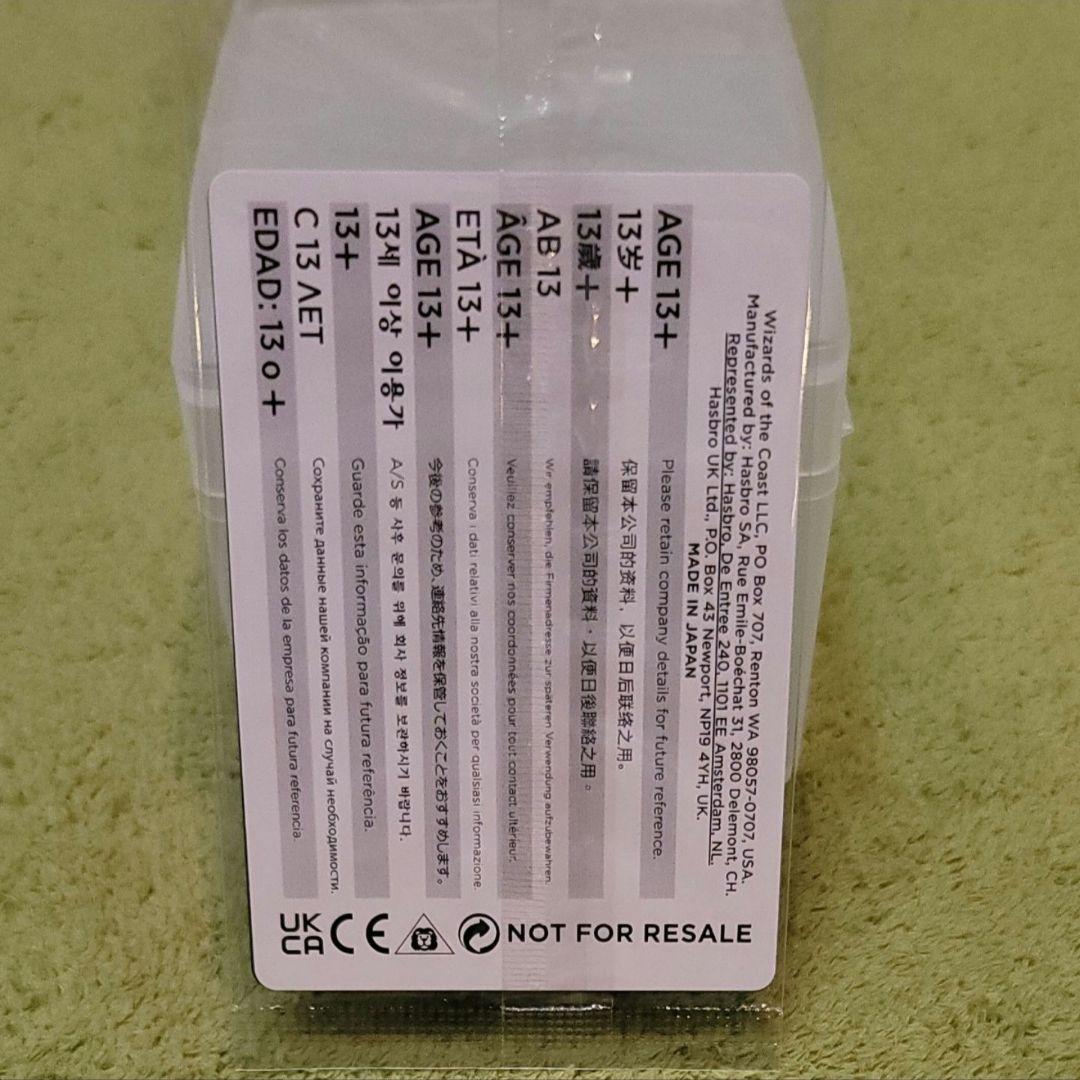 Wizards of the Coast LLC, PO Box 707, Renton WA 98057-0707, USA.
Manufactured by: Hasbro SA, Rue Emile-Boéchat 31, 2800 Delemont, CH.
Represented by: Hasbro, De Entree 240, 1101 EE Amsterdam, NL.
Hasbro UK Ltd., P.O. Box 43 Newport, NP19 4YH, UK.
MADE IN JAPAN
AGE 13+ Please retain company details for future reference.
13岁+ 保留本公司的资料，以便日后联络之用。
13歲+ 請保留本公司的資料，以便日後聯絡之用。
AB 13 Wir empfehlen, die Firmenadresse zur späteren Verwendung aufzubewahren.
ÂGE 13+ Veuillez conserver nos coordonnées pour tout contact ultérieur.
ETÀ 13+ Conserva i dati relativi alla nostra società per qualsiasi informazione.
AGE 13+ 今後の参考のため、連絡先情報を保管しておくことをおすすめします。
13세 이상 이용가 A/S 등 사후 문의를 위해 회사 정보를 보관하시기 바랍니다.
13+ Guarde esta informação para futura referência.
С 13 ЛЕТ Сохраните данные нашей компании на случай необходимости.
EDAD: 13 o + Conserva los datos de la empresa para futura referencia.
UK CA CE NOT FOR RESALE